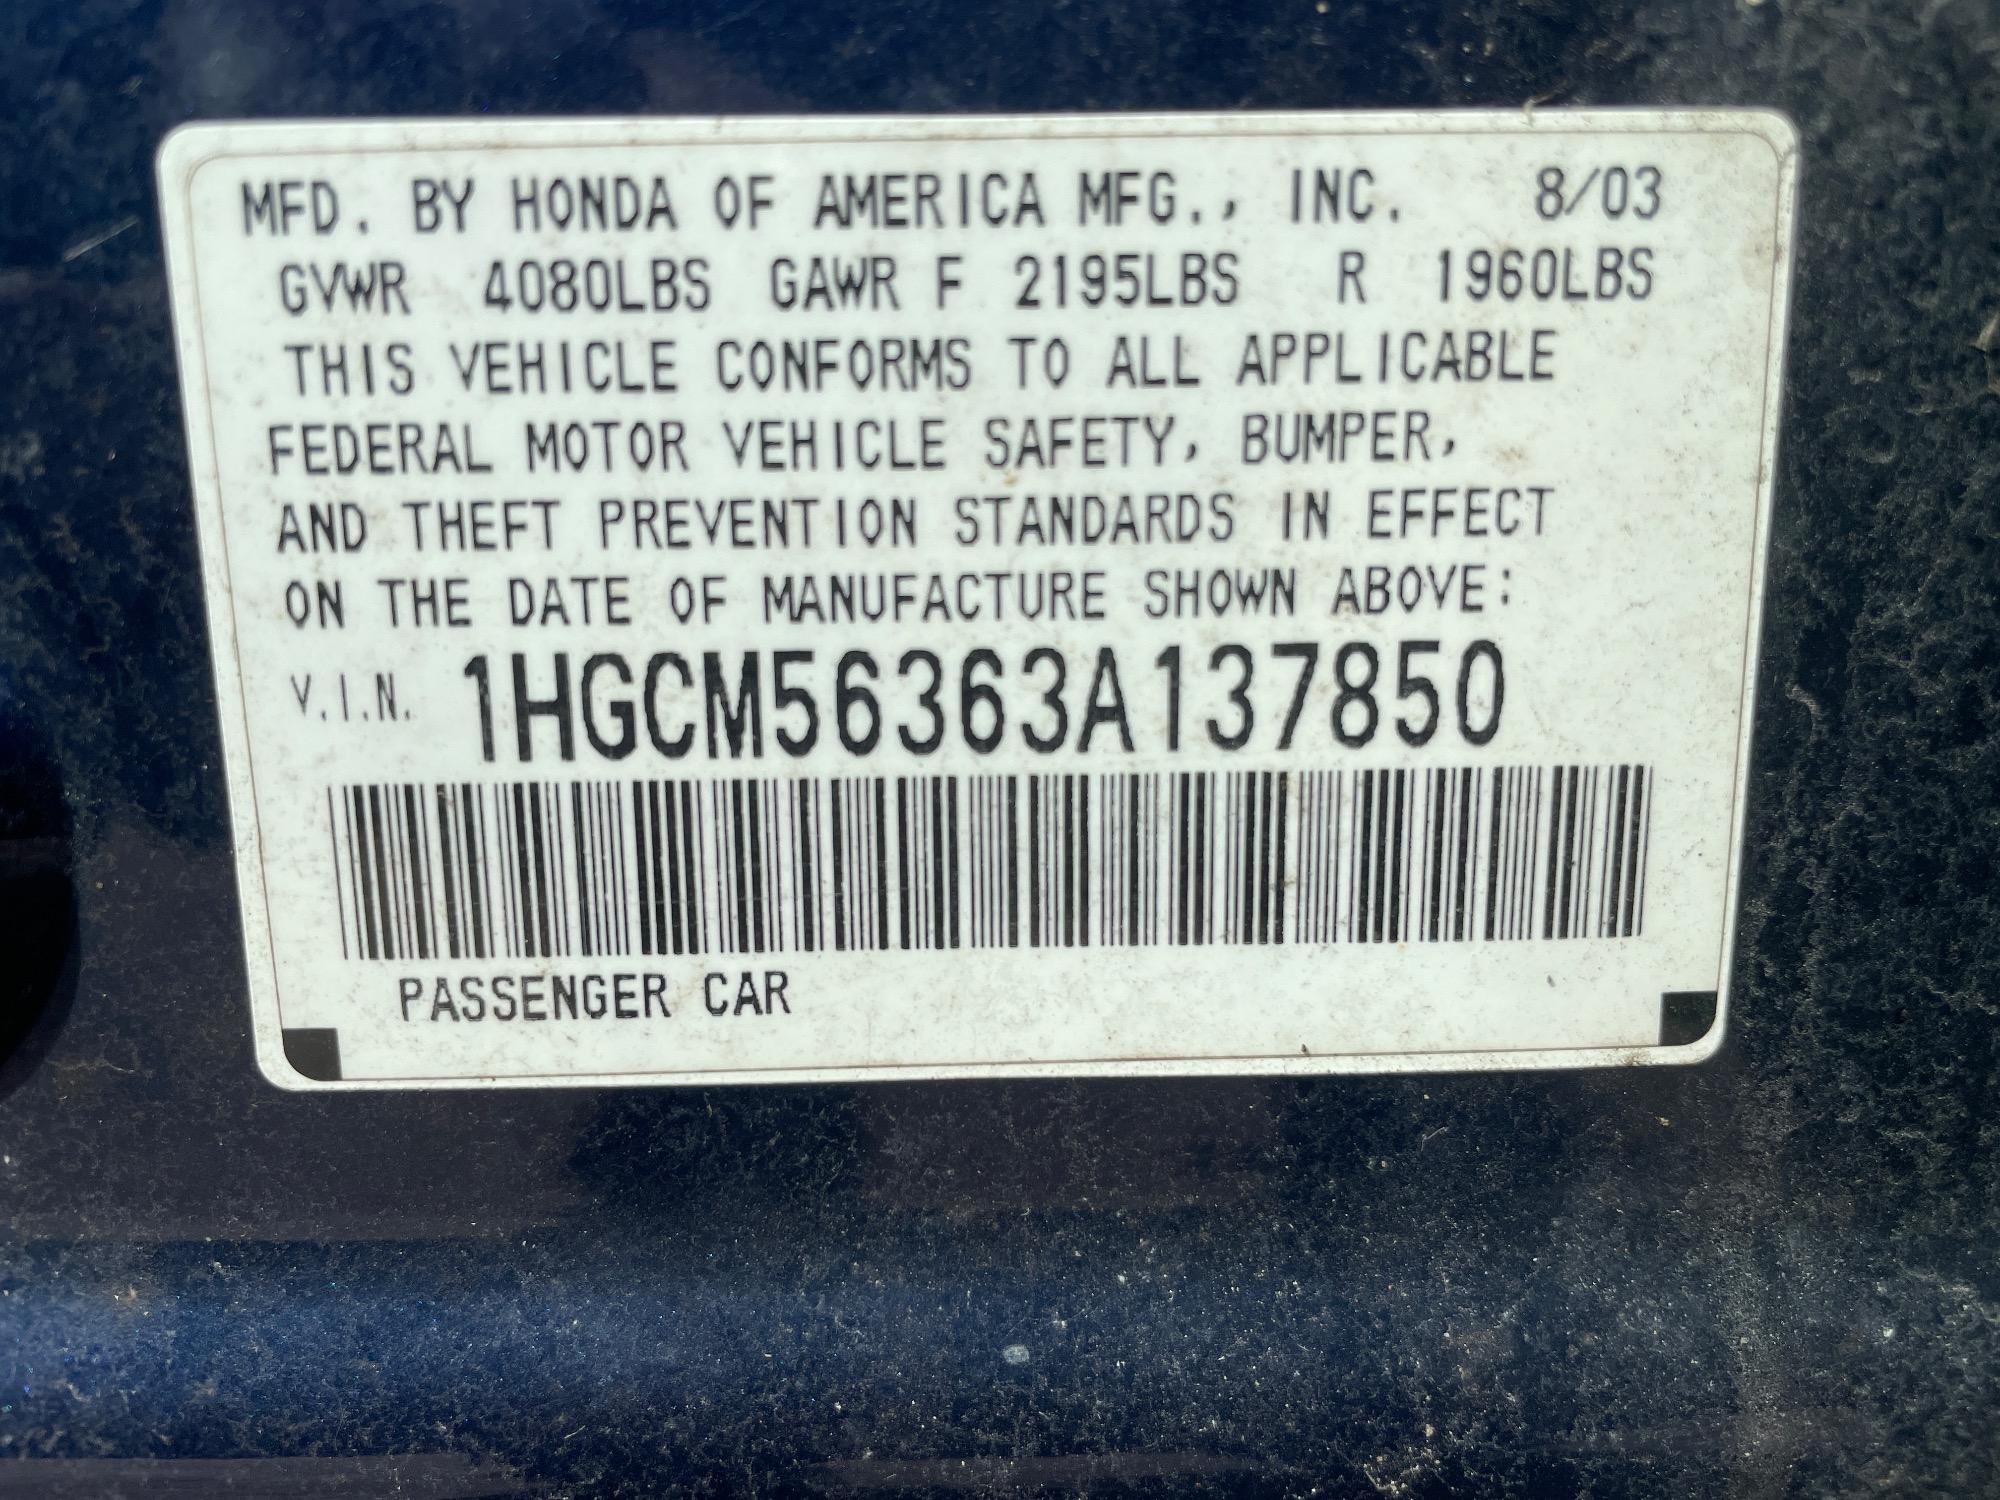 MFD. BY HONDA OF AMERICA MFG., INC. 8/03
GVWR 4080LBS GAWR F 2195LBS R 1960LBS
THIS VEHICLE CONFORMS TO ALL APPLICABLE
FEDERAL MOTOR VEHICLE SAFETY, BUMPER,
AND THEFT PREVENTION STANDARDS IN EFFECT
ON THE DATE OF MANUFACTURE SHOWN ABOVE:
V.I.N. 1HGCM56363A137850
PASSENGER CAR